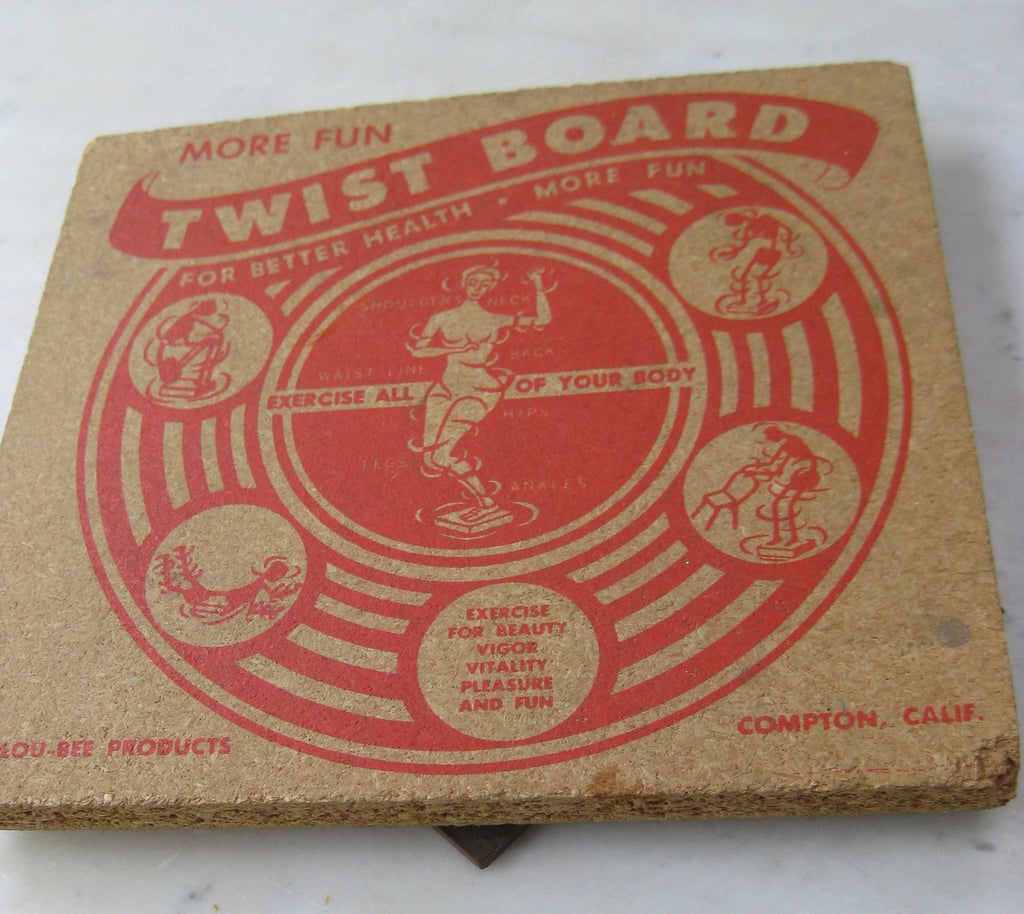 MORE FUN
TWIST BOARD
FOR BETTER HEALTH • MORE FUN
SHOULDERS NECK
BACK
WAIST LINE
EXERCISE ALL OF YOUR BODY
HIPS
LEGS
ANKLES
EXERCISE
FOR BEAUTY
VIGOR
VITALITY
PLEASURE
AND FUN
LOU-BEE PRODUCTS
COMPTON, CALIF.